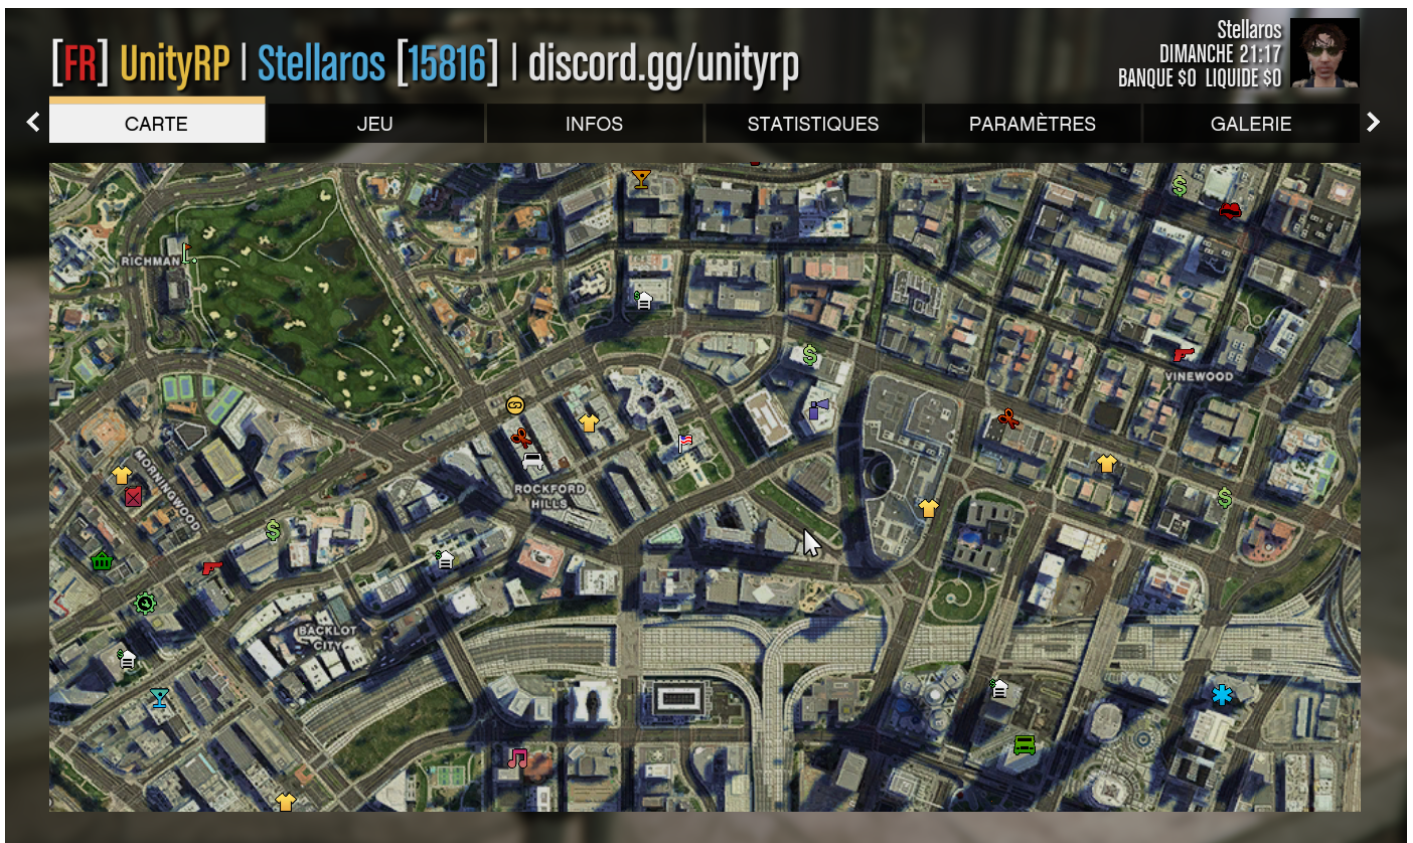 [FR] UnityRP | Stellaros [15816] | discord.gg/unityrp
Stellaros
DIMANCHE 21:17
BANQUE $0 LIQUIDE $0
CARTE
JEU
INFOS
STATISTIQUES
PARAMÈTRES
GALERIE
RICHMAN
VINEWOOD
MORNINGWOOD
ROCKFORD
HILLS
BACKLOT
CITY